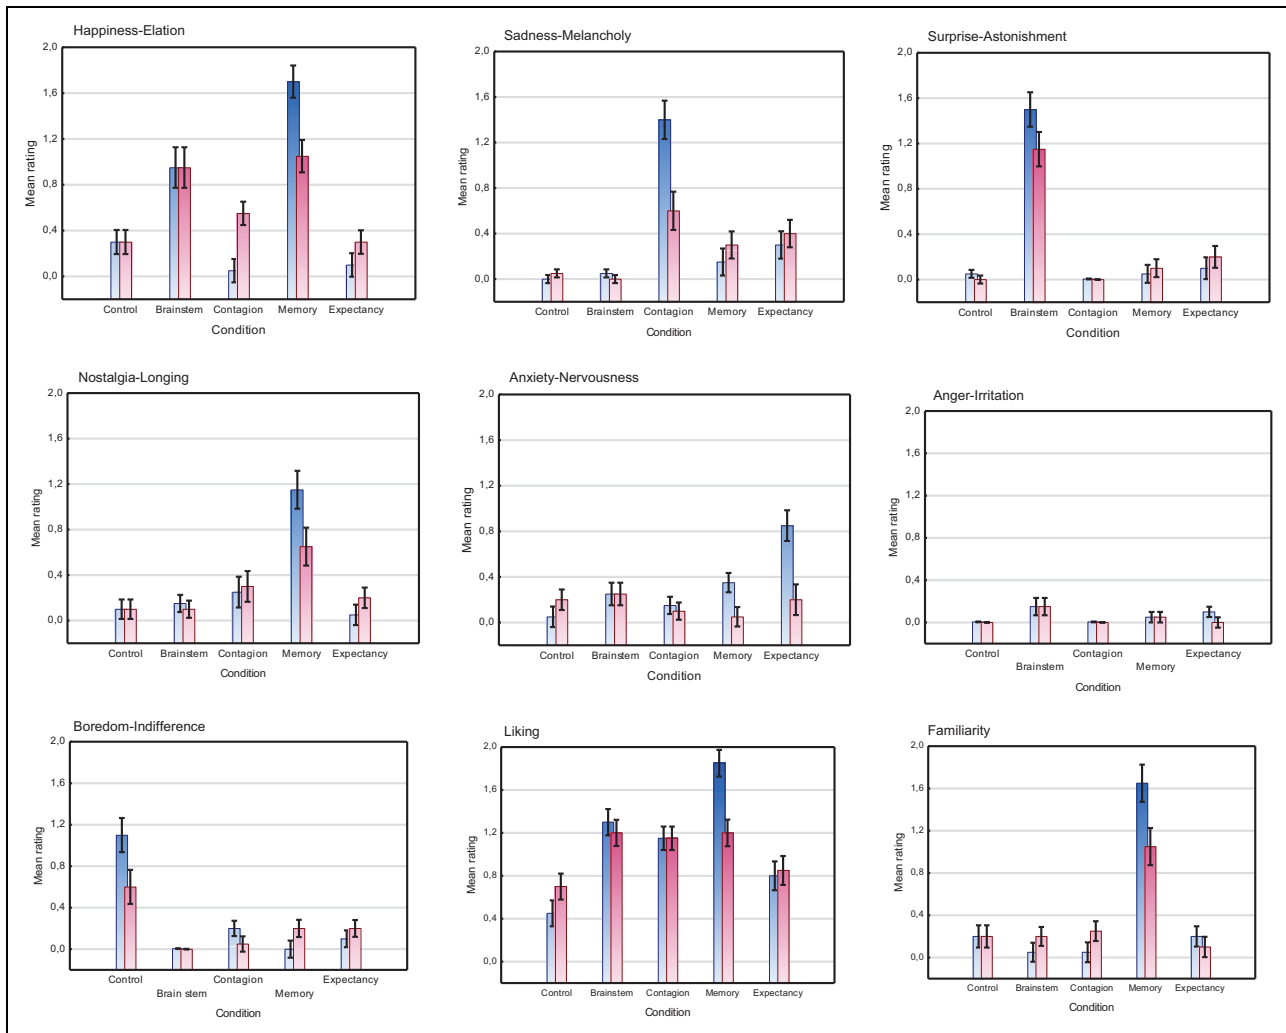 Happiness-Elation
2,0
1,6
1,2
0,8
0,4
0,0
Mean rating
Control Brainstem Contagion Memory Expectancy
Condition
Sadness-Melancholy
2,0
1,6
1,2
0,8
0,4
0,0
Mean rating
Control Brainstem Contagion Memory Expectancy
Condition
Surprise-Astonishment
2,0
1,6
1,2
0,8
0,4
0,0
Mean rating
Control Brainstem Contagion Memory Expectancy
Condition
Nostalgia-Longing
2,0
1,6
1,2
0,8
0,4
0,0
Mean rating
Control Brainstem Contagion Memory Expectancy
Condition
Anxiety-Nervousness
2,0
1,6
1,2
0,8
0,4
0,0
Mean rating
Control Brainstem Contagion Memory Expectancy
Condition
Anger-Irritation
2,0
1,6
1,2
0,8
0,4
0,0
Mean rating
Control Contagion Expectancy
Brainstem Memory
Condition
Boredom-Indifference
2,0
1,6
1,2
0,8
0,4
0,0
Mean rating
Control Contagion Expectancy
Brain stem Memory
Condition
Liking
2,0
1,6
1,2
0,8
0,4
0,0
Mean rating
Control Brainstem Contagion Memory Expectancy
Condition
Familiarity
2,0
1,6
1,2
0,8
0,4
0,0
Mean rating
Control Brainstem Contagion Memory Expectancy
Condition